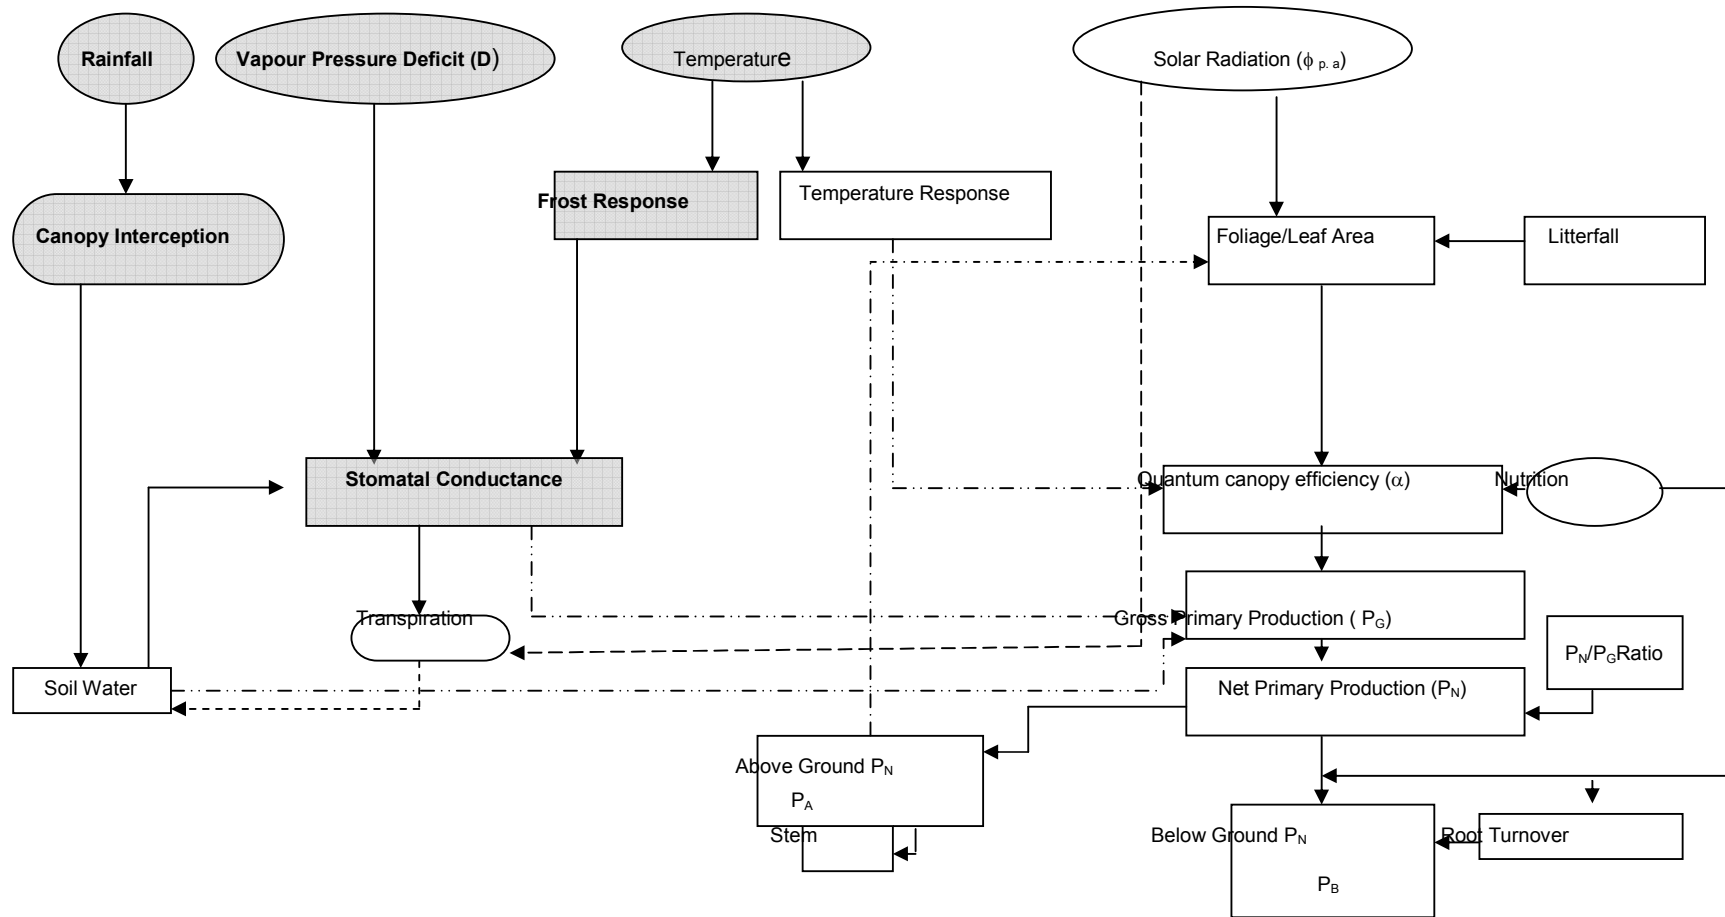 Rainfall
Vapour Pressure Deficit (D)
Temperature
Solar Radiation (ϕ p. a)
Frost Response
Temperature Response
Canopy Interception
Foliage/Leaf Area
Litterfall
Stomatal Conductance
Quantum canopy efficiency (α)
Nutrition
Transpiration
Gross Primary Production ( PG)
PN/PGRatio
Soil Water
Net Primary Production (PN)
Above Ground PN
PA
Stem
Below Ground PN
Root Turnover
PB